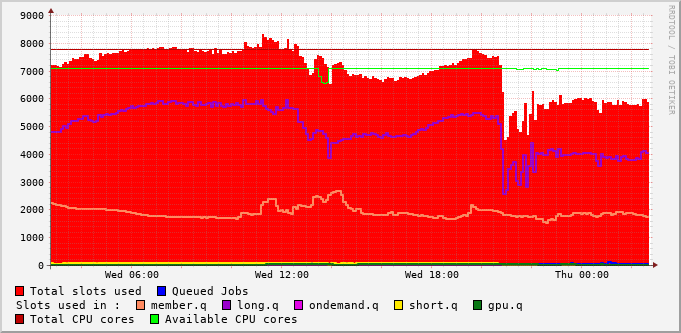 9000
8000
7000
6000
5000
4000
3000
2000
1000
0
Wed 06:00 Wed 12:00 Wed 18:00 Thu 00:00
RRDTOOL / TOBI OETIKER
Total slots used Queued Jobs
Slots used in : member.q long.q ondemand.q short.q gpu.q
Total CPU cores Available CPU cores